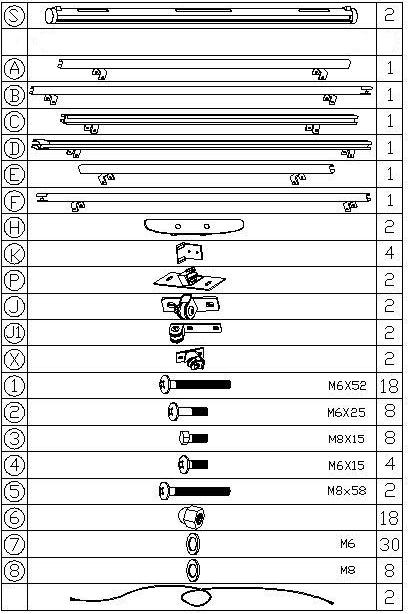 S 2
A 1
B 1
C 1
D 1
E 1
F 1
H 2
K 4
P 2
J 2
J1 2
X 2
1 M6X52 18
2 M6X25 8
3 M8X15 8
4 M6X15 4
5 M8x58 2
6 18
7 M6 30
8 M8 8
2